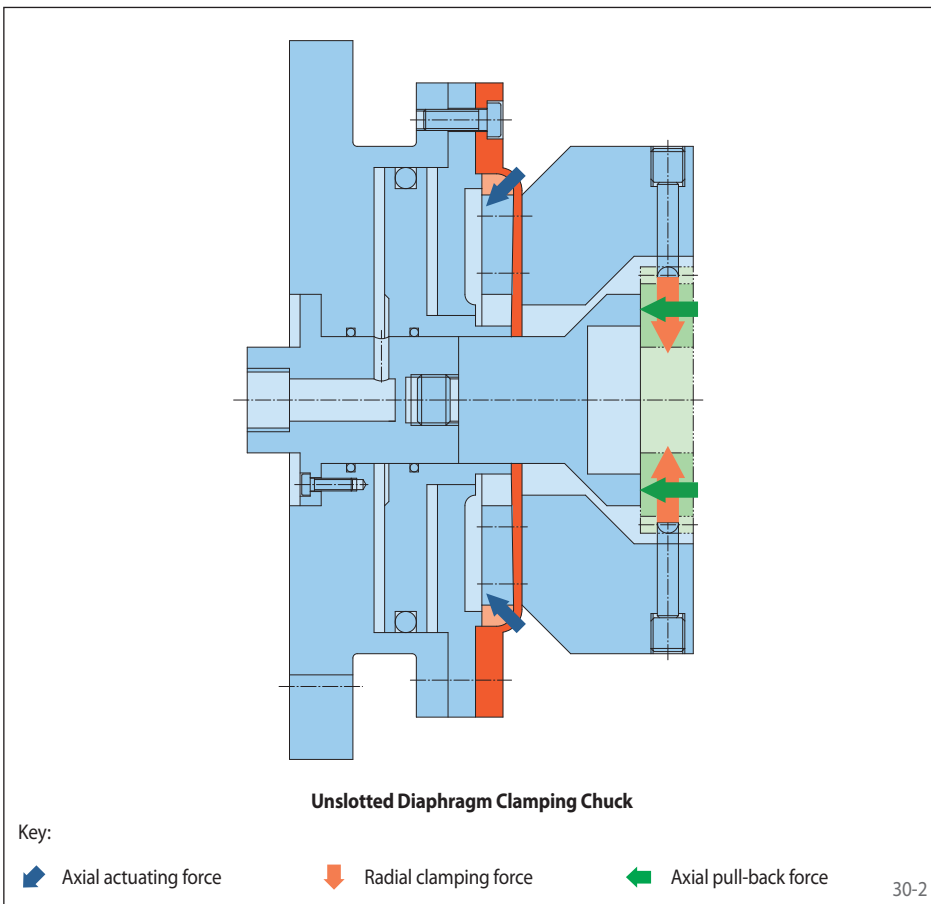 Unslotted Diaphragm Clamping Chuck
Key:
Axial actuating force
Radial clamping force
Axial pull-back force
30-2